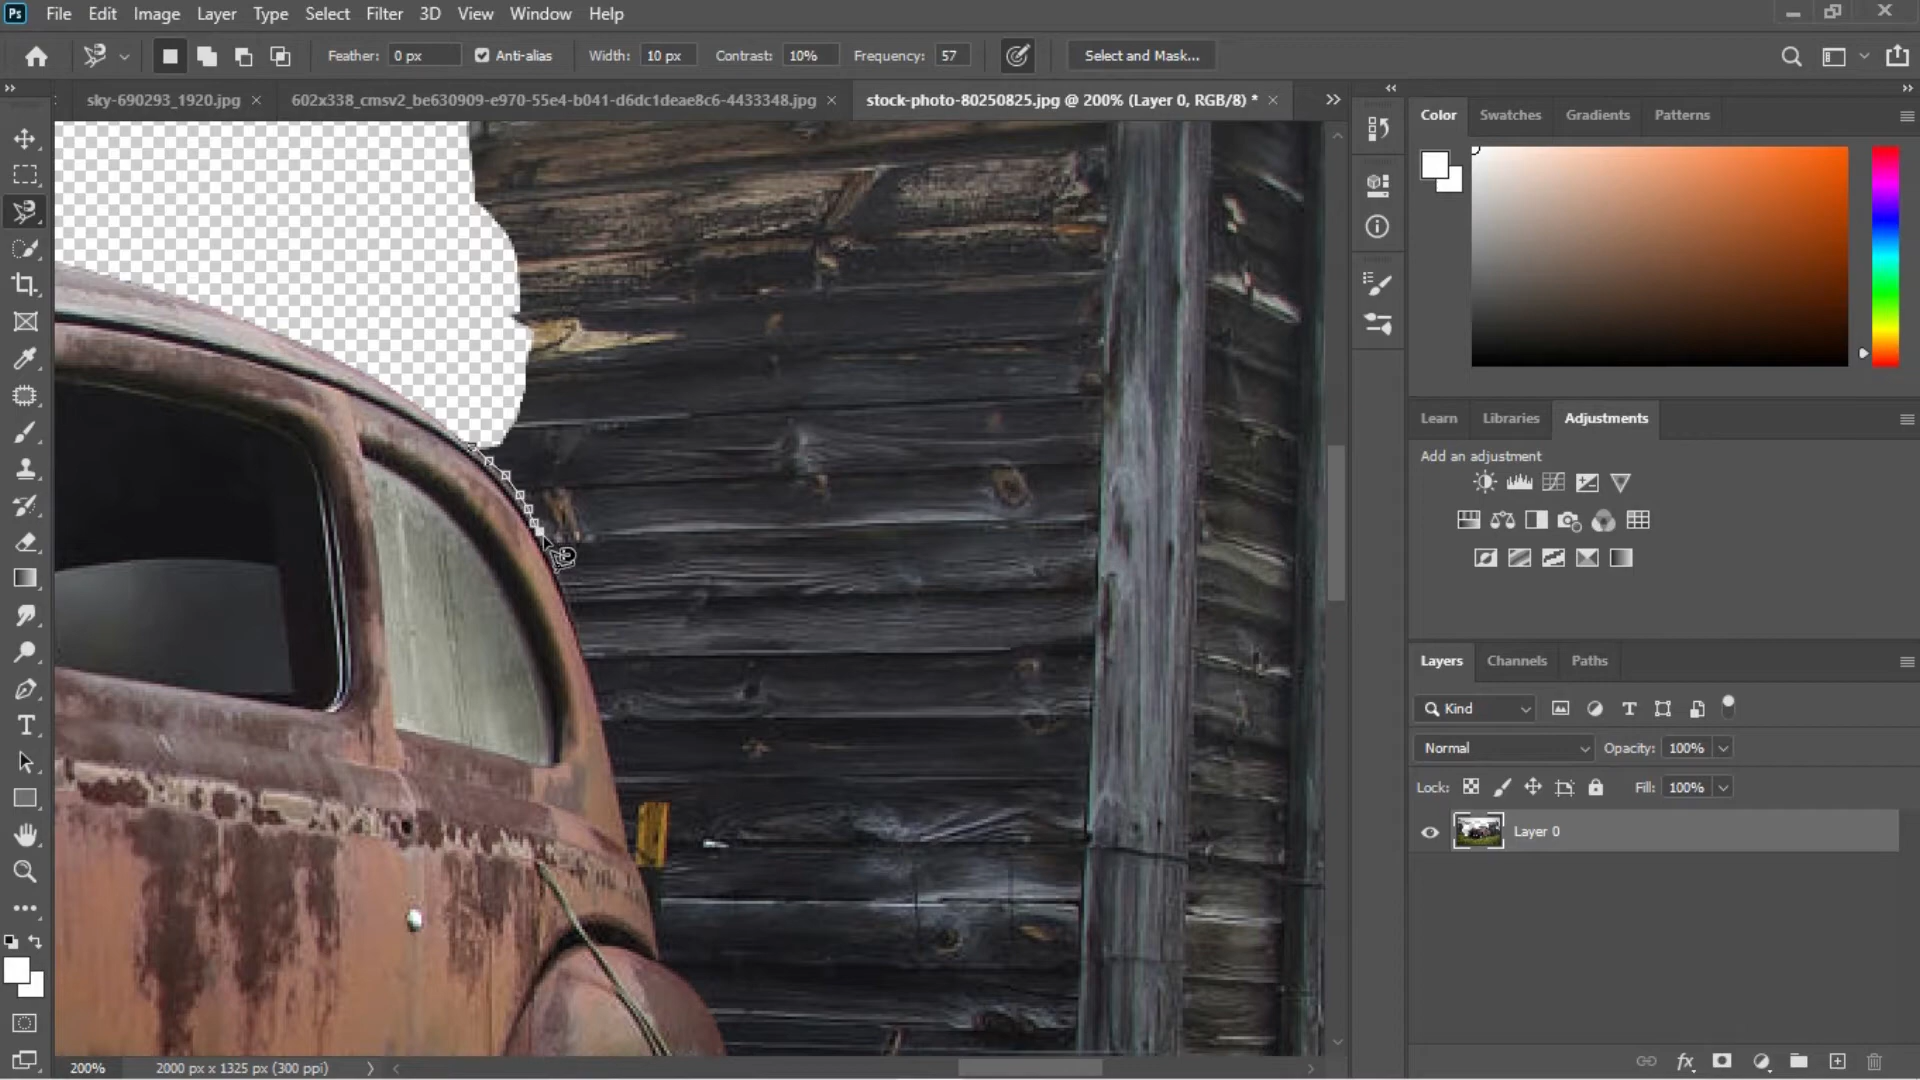 Ps File Edit Image Layer Type Select Filter 3D View Window Help
Feather: 0 px Anti-alias Width: 10 px Contrast: 10% Frequency: 57 Select and Mask...
sky-690293_1920.jpg 602x338_cmsv2_be630909-e970-55e4-b041-d6dc1deae8c6-4433348.jpg stock-photo-80250825.jpg @ 200% (Layer 0, RGB/8) *
Color Swatches Gradients Patterns
Learn Libraries Adjustments
Add an adjustment
Layers Channels Paths
Kind
Normal Opacity: 100%
Lock: Fill: 100%
Layer 0
200% 2000 px x 1325 px (300 ppi)